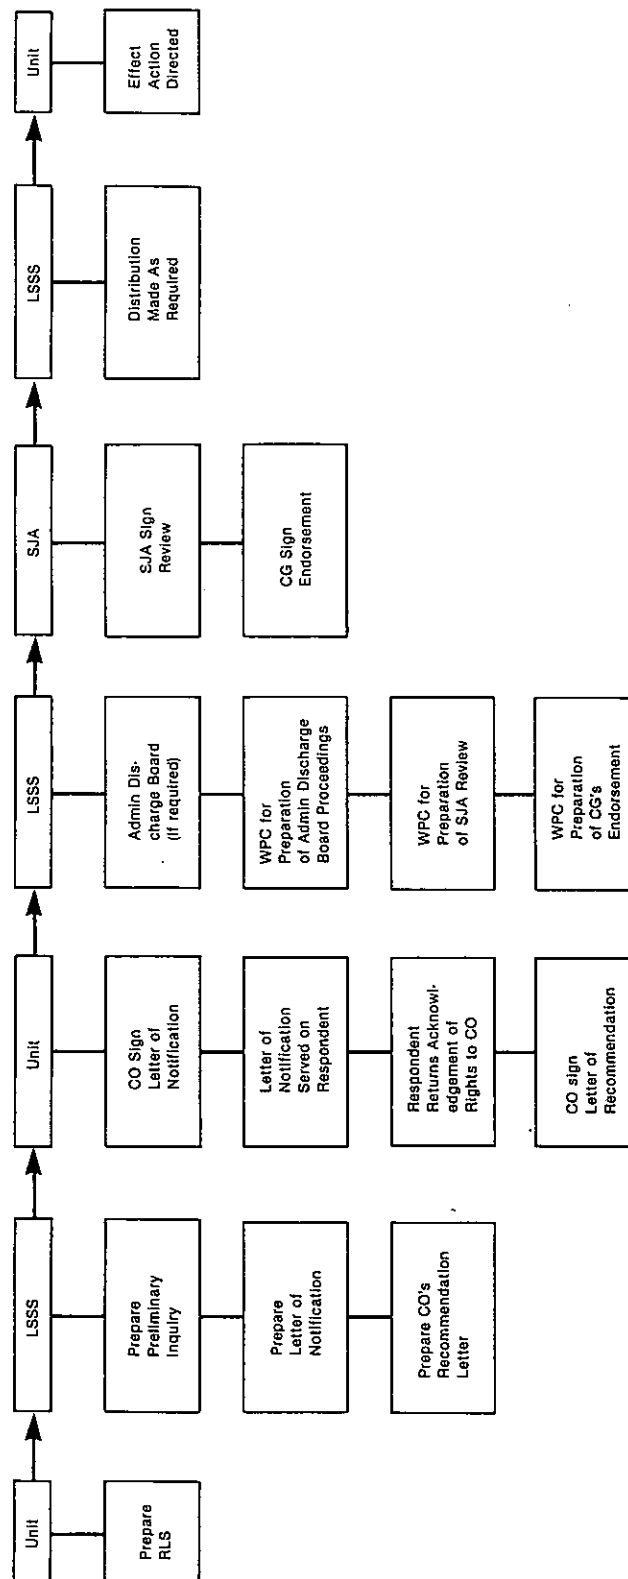 Unit
Prepare
RLS
LSSS
Prepare
Preliminary
Inquiry
Prepare
Letter of
Notification
Prepare CO's
Recommendation
Letter
Unit
CO Sign
Letter of
Notification
Letter of
Notification
Served on
Respondent
Respondent
Returns Acknowl-
edgement of
Rights to CO
CO sign
Letter of
Recommendation
LSSS
Admin Dis-
charge Board
(If required)
WPC for
Preparation
of Admin Discharge
Board Proceedings
WPC for
Preparation
of SJA Review
WPC for
Preparation
of CG's
Endorsement
SJA
SJA Sign
Review
CG Sign
Endorsement
LSSS
Distribution
Made As
Required
Unit
Effect
Action
Directed